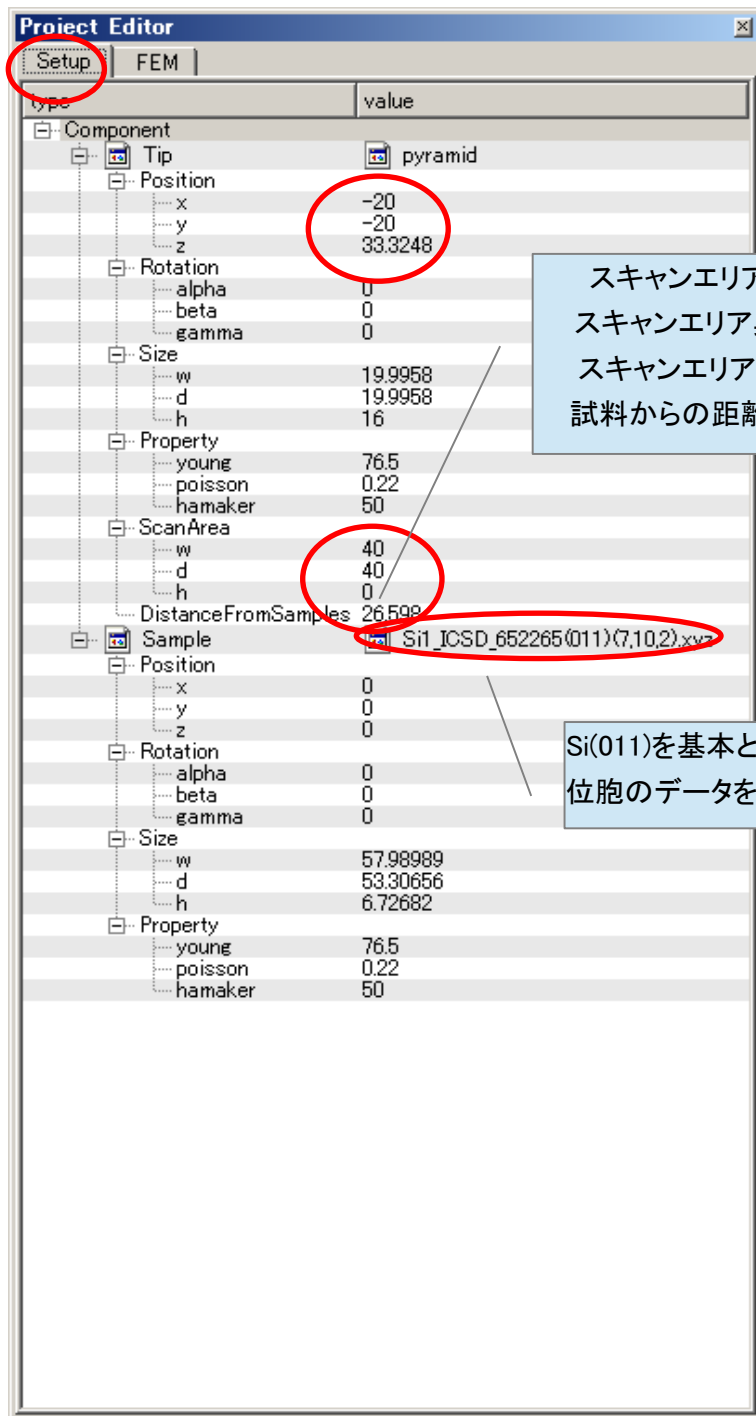 Project Editor
Setup FEM
type value
Component
Tip pyramid
Position
x -20
y -20
z 33.3248
Rotation
alpha 0
beta 0
gamma 0
Size
w 19.9958
d 19.9958
h 16
Property
young 76.5
poisson 0.22
hamaker 50
ScanArea
w 40
d 40
h 0
DistanceFromSamples 26.598
Sample Si1_ICSD_652265(011)(7,10,2).xyz
Position
x 0
y 0
z 0
Rotation
alpha 0
beta 0
gamma 0
Size
w 57.98989
d 53.30656
h 6.72682
Property
young 76.5
poisson 0.22
hamaker 50
スキャンエリア
スキャンエリア
スキャンエリア
試料からの距離
Si(011)を基本と
位胞のデータを